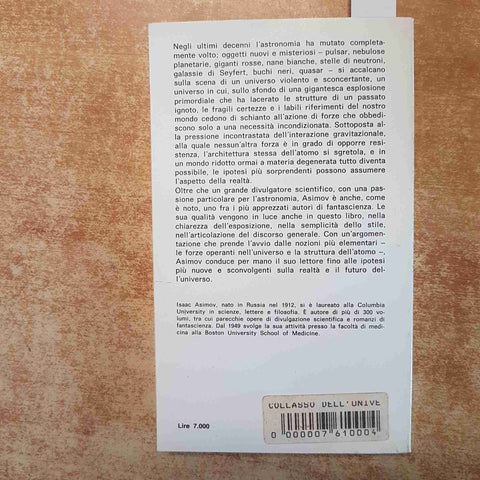 Negli ultimi decenni l'astronomia ha mutato completa-
mente volto; oggetti nuovi e misteriosi – pulsar, nebulose
planetarie, giganti rosse, nane bianche, stelle di neutroni,
galassie di Seyfert, buchi neri, quasar – si accalcano
sulla scena di un universo violento e sconcertante, un
universo in cui, sullo sfondo di una gigantesca esplosione
primordiale che ha lacerato le strutture di un passato
ignoto, le fragili certezze e i labili riferimenti del nostro
mondo cedono di schianto all'azione di forze che obbedi-
scono solo a una necessità incondizionata. Sottoposta al-
la pressione incontrastata dell'interazione gravitazionale,
alla quale nessun'altra forza è in grado di opporre resi-
stenza, l'architettura stessa dell'atomo si sgretola, e in
un mondo ridotto ormai a materia degenerata tutto diventa
possibile, le ipotesi più sorprendenti possono assumere
l'aspetto della realtà.
Oltre che un grande divulgatore scientifico, con una pas-
sione particolare per l'astronomia, Asimov è anche, come
è noto, uno fra i più apprezzati autori di fantascienza. Le
sue qualità vengono in luce anche in questo libro, nella
chiarezza dell'esposizione, nella semplicità dello stile,
nell'articolazione del discorso generale. Con un'argomen-
tazione che prende l'avvio dalle nozioni più elementari –
le forze operanti nell'universo e la struttura dell'atomo –,
Asimov conduce per mano il suo lettore fino alle ipotesi
più nuove e sconvolgenti sulla realtà e il futuro del-
l'universo.
Isaac Asimov, nato in Russia nel 1912, si è laureato alla Columbia
University in scienze, lettere e filosofia. È autore di più di 300 vo-
lumi, tra cui parecchie opere di divulgazione scientifica e romanzi di
fantascienza. Dal 1949 svolge la sua attività presso la facoltà di medi-
cina alla Boston University School of Medicine.
COLLASSO DELL'UNIVE
0 000007 610004
Lire 7.000